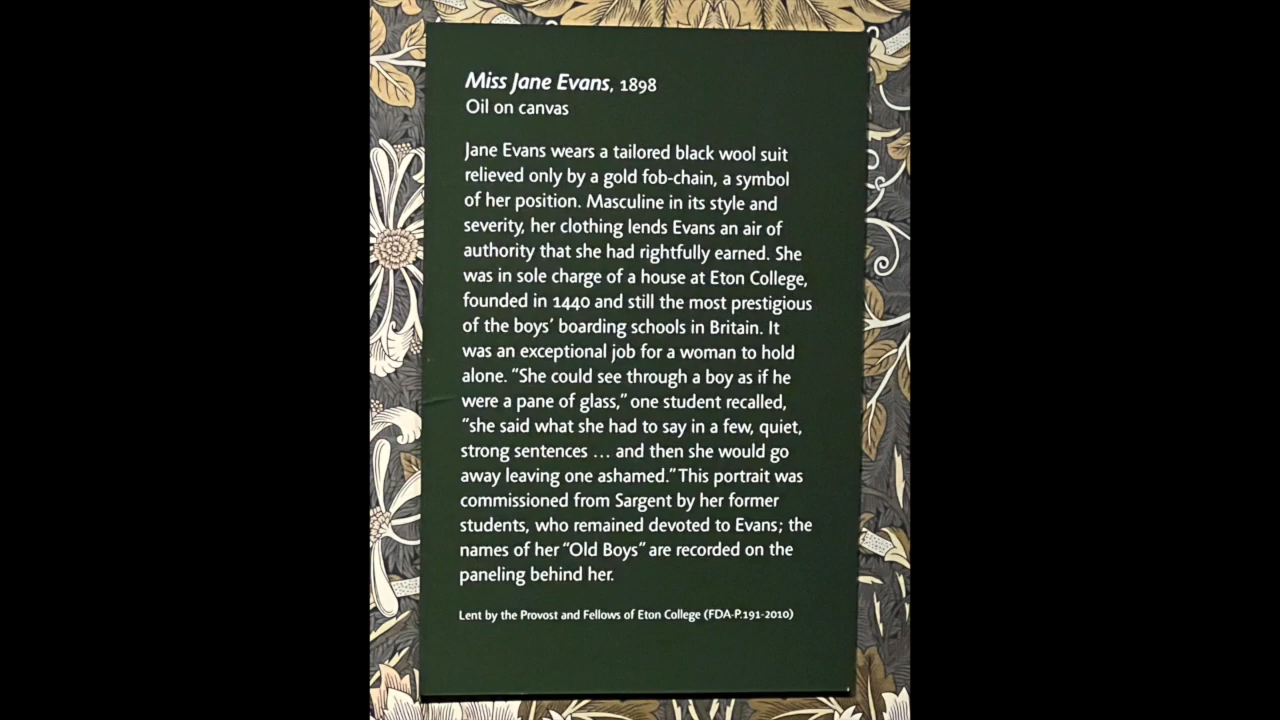 Miss Jane Evans, 1898
Oil on canvas
Jane Evans wears a tailored black wool suit
relieved only by a gold fob-chain, a symbol
of her position. Masculine in its style and
severity, her clothing lends Evans an air of
authority that she had rightfully earned. She
was in sole charge of a house at Eton College,
founded in 1440 and still the most prestigious
of the boys’ boarding schools in Britain. It
was an exceptional job for a woman to hold
alone. “She could see through a boy as if he
were a pane of glass,” one student recalled,
“she said what she had to say in a few, quiet,
strong sentences … and then she would go
away leaving one ashamed.” This portrait was
commissioned from Sargent by her former
students, who remained devoted to Evans; the
names of her “Old Boys” are recorded on the
paneling behind her.
Lent by the Provost and Fellows of Eton College (FDA-P.191-2010)